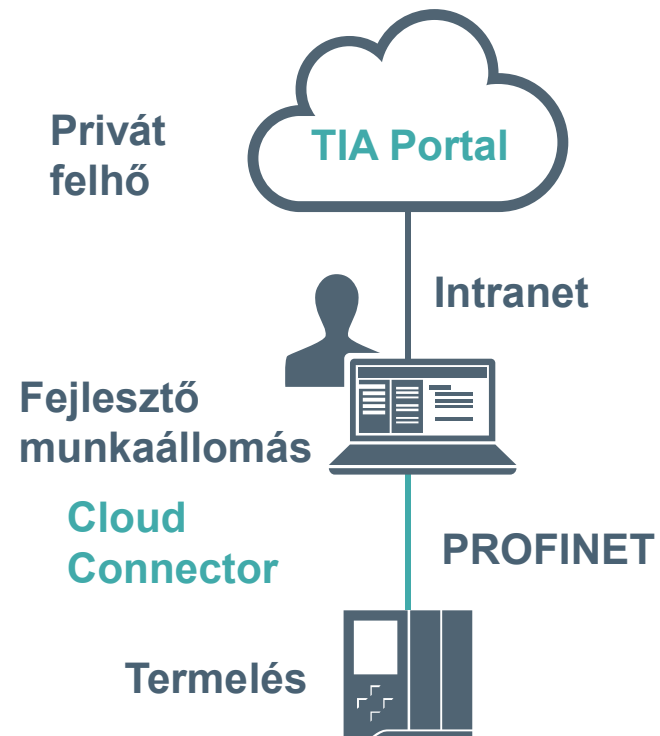 Privát
felhő
TIA Portal
Intranet
Fejlesztő
munkaállomás
Cloud
Connector
PROFINET
Termelés